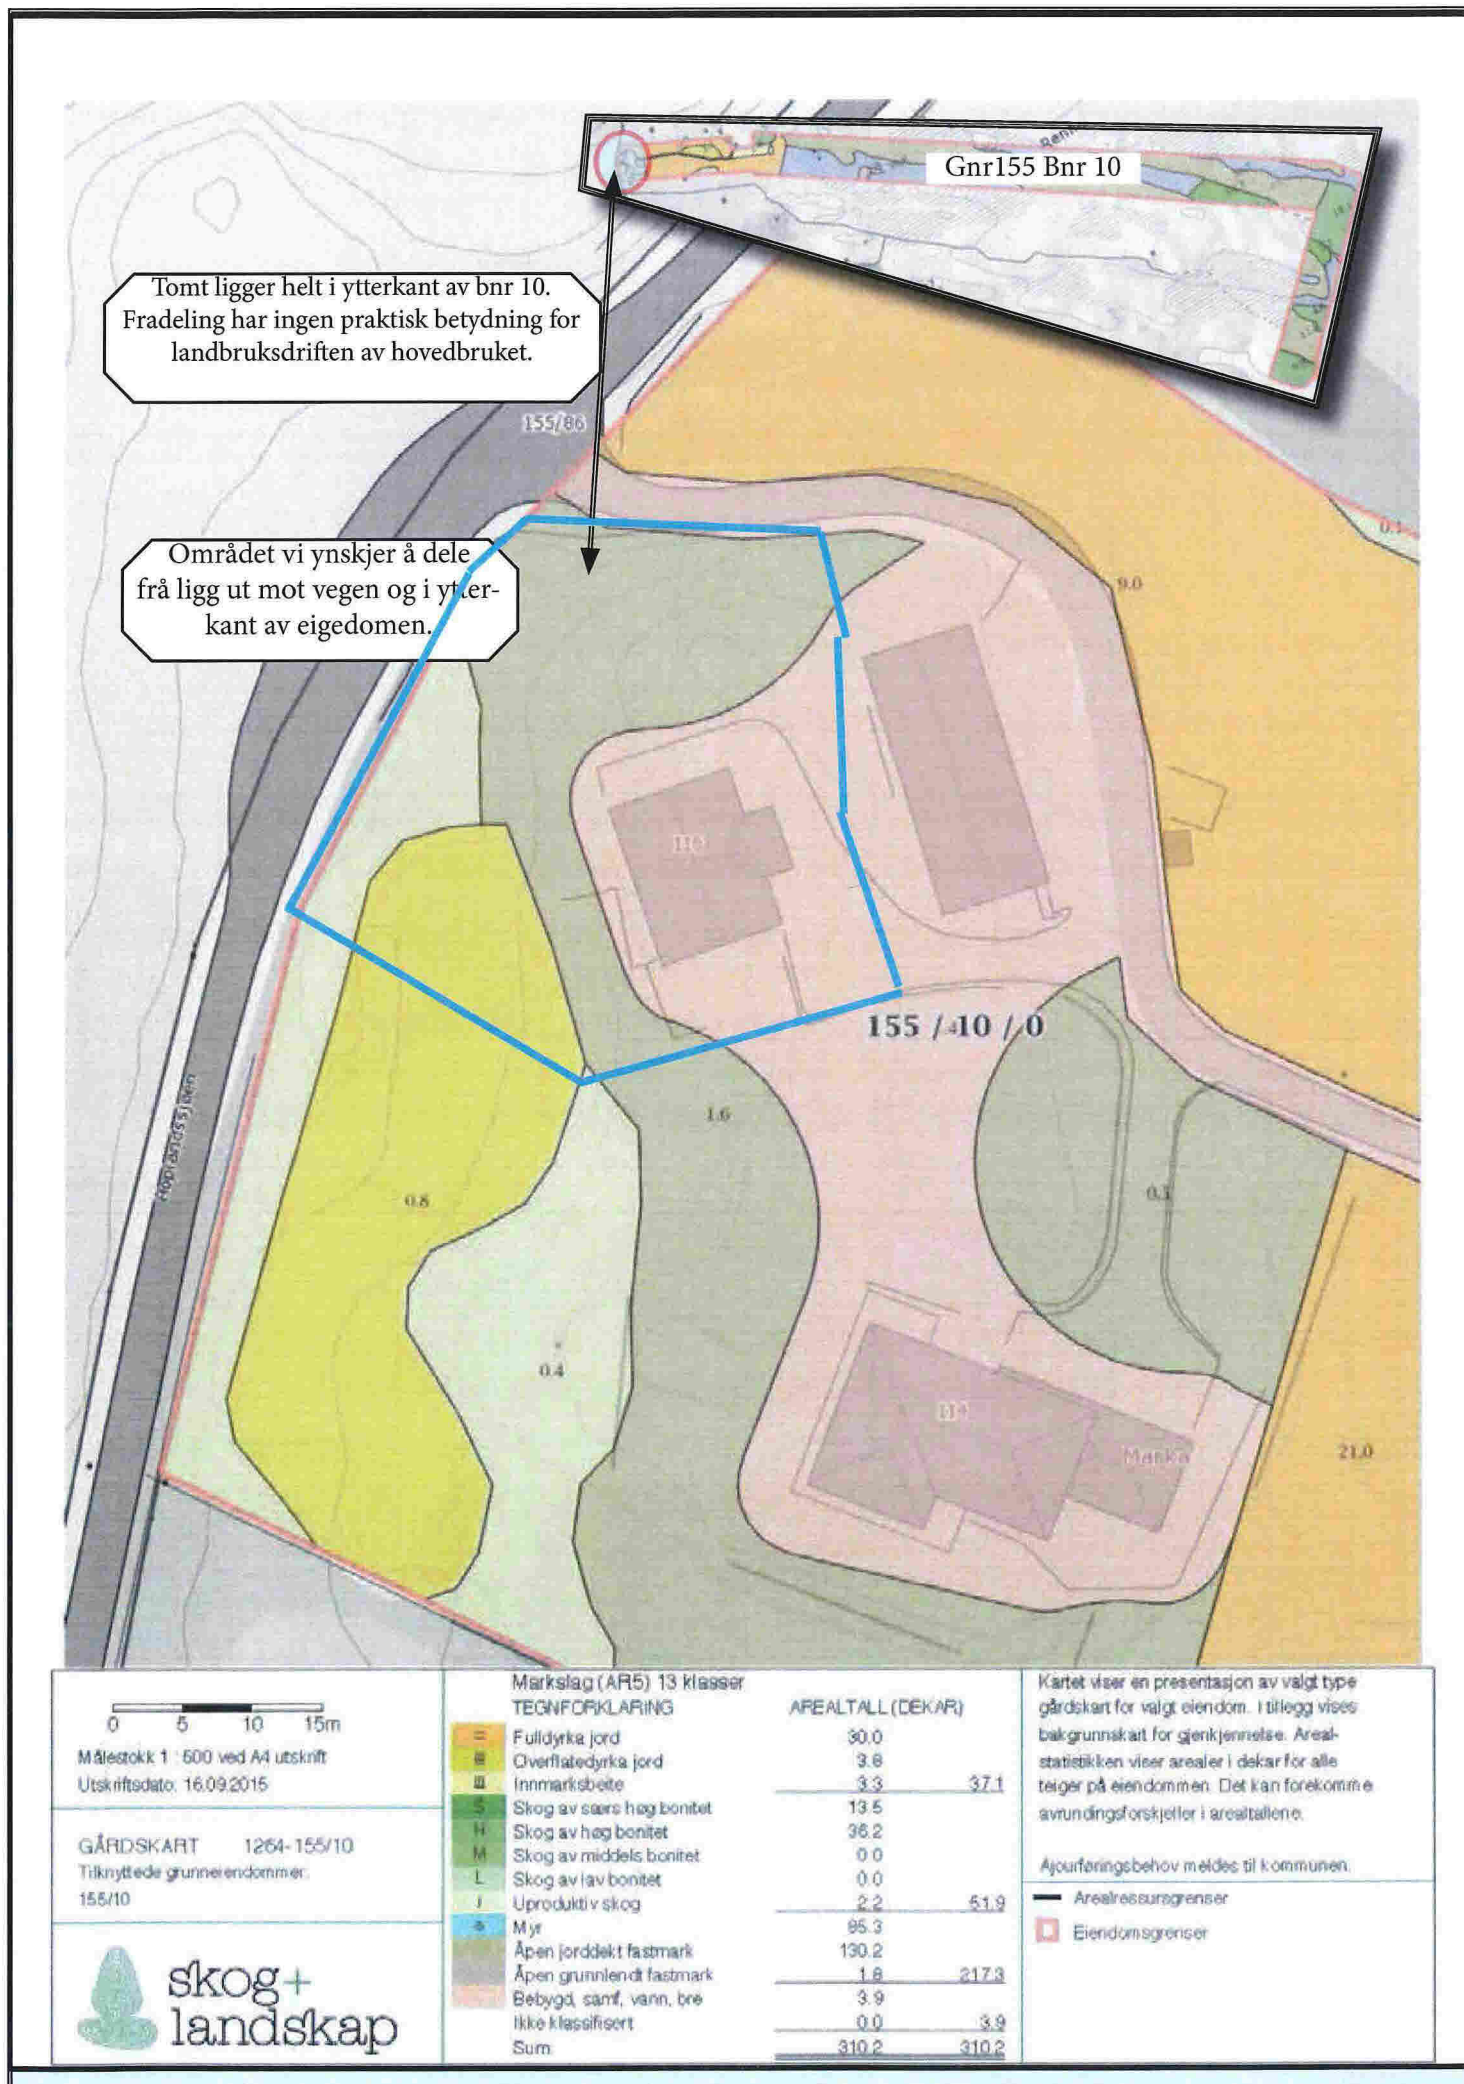 Gnr155 Bnr 10
Tomt ligger helt i ytterkant av bnr 10.
Fradeling har ingen praktisk betydning for
landbruksdriften av hovedbruket.
155/86
Området vi ynskjer å dele
frå ligg ut mot vegen og i ytter-
kant av eigedomen.
0.1
9.0
155 / 10 / 0
1.6
0.8
0.4
21.0
0 5 10 15m
Målestokk 1 : 600 ved A4 utskrift
Utskriftsdato: 16.09.2015
GÅRDSKART 1264-155/10
Tilknyttede grunneiendommer:
155/10
skog+
landskap
Markslag (AR5) 13 klasser
TEGNFORKLARING AREALTALL (DEKAR)
Fulldyrka jord 30.0
Overflatedyrka jord 3.8
Innmarksbeite 3.3 37.1
S Skog av særs høg bonitet 13.5
H Skog av høg bonitet 36.2
M Skog av middels bonitet 0.0
L Skog av lav bonitet 0.0
Uproduktiv skog 2.2 51.9
Myr 85.3
Åpen jorddekt fastmark 130.2
Åpen grunnlendt fastmark 1.8 217.3
Bebygd, samf, vann, bre 3.9
Ikke klassifisert 0.0 3.9
Sum 310.2 310.2
Kartet viser en presentasjon av valgt type
gårdskart for valgt eiendom. I tillegg vises
bakgrunnskart for gjenkjennelse. Areal-
statistikken viser arealer i dekar for alle
teiger på eiendommen. Det kan forekomme
avrundingsforskjeller i arealtallene.
Ajourføringsbehov meldes til kommunen.
Arealressursgrenser
Eiendomsgrenser